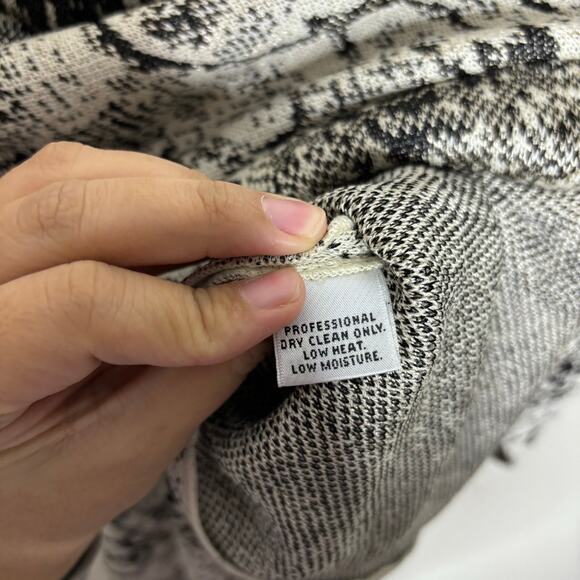 PROFESSIONAL
DRY CLEAN ONLY.
LOW HEAT.
LOW MOISTURE.